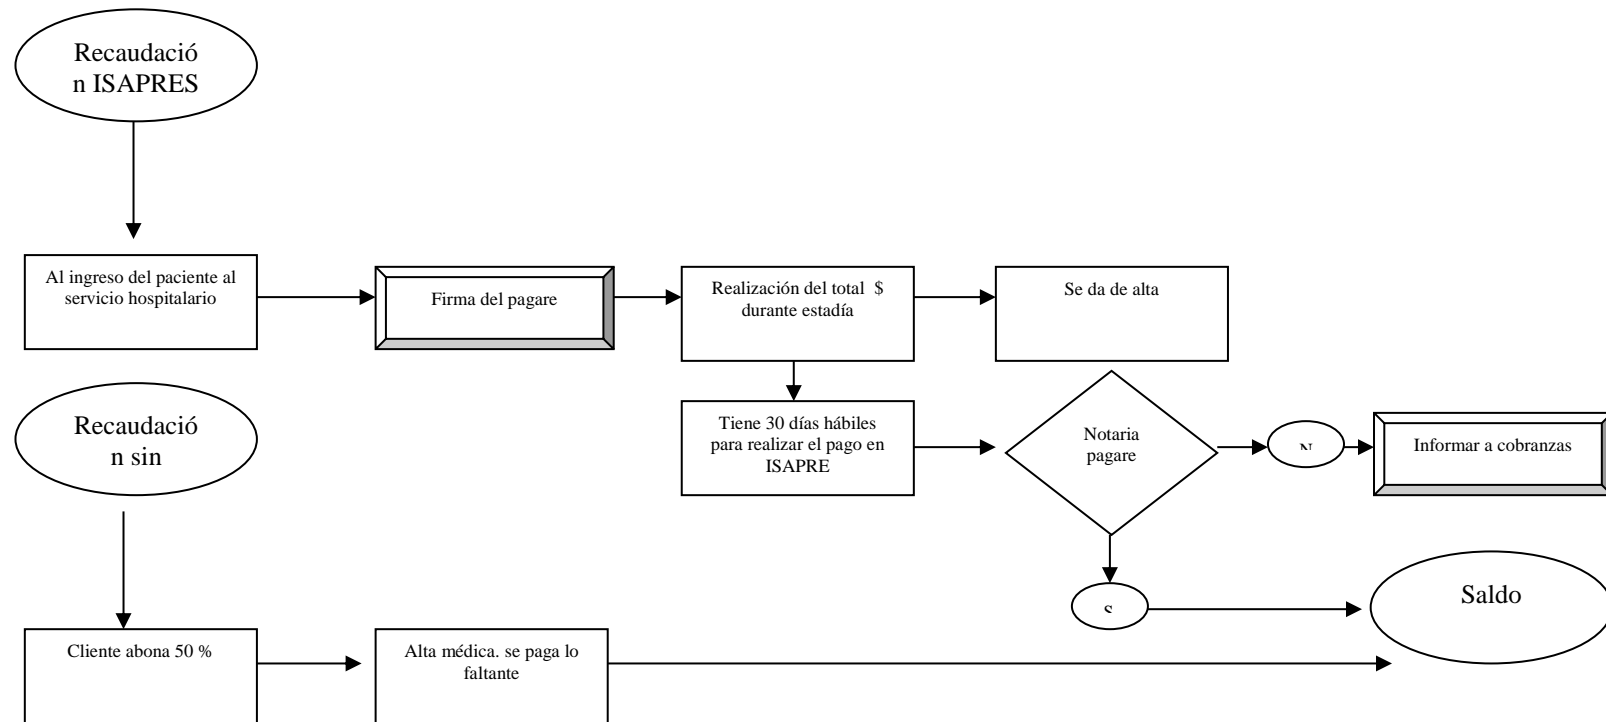 Recaudació
n ISAPRES
Al ingreso del paciente al
servicio hospitalario
Firma del pagare
Realización del total  $
durante estadía
Se da de alta
Recaudació
n sin
Tiene 30 días hábiles
para realizar el pago en
ISAPRE
Notaria
pagare
Informar a cobranzas
Saldo
Cliente abona 50 %
Alta médica. se paga lo
faltante